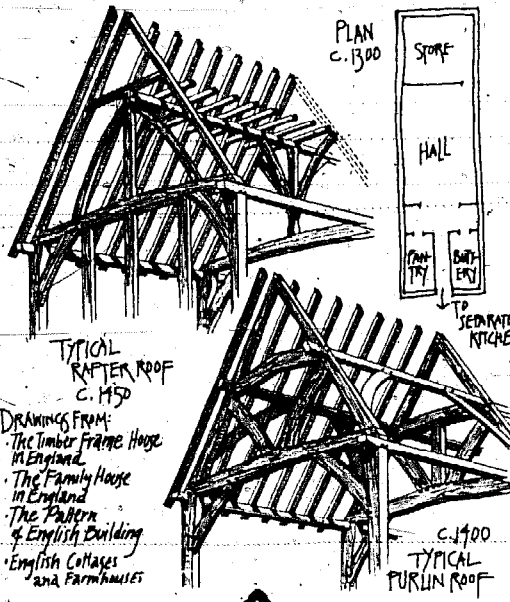 PLAN
c.1300
STORE
HALL
PAN-
TRY
BUTT-
ERY
TO
SEPARATE
KITCHE
TYPICAL
RAFTER ROOF
c.1450
DRAWINGS FROM:
• The Timber Frame House
in England
• The Family House
in England
• The Pattern
of English Building
• English Cottages
and Farmhouses
c.1400
TYPICAL
PURLIN ROOF